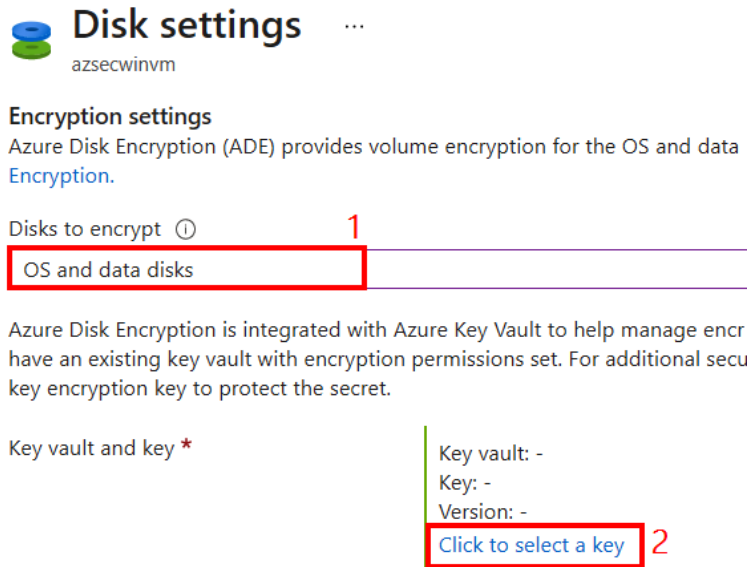 Disk settings ...
azsecwinvm
Encryption settings
Azure Disk Encryption (ADE) provides volume encryption for the OS and data
Encryption.
Disks to encrypt
1
OS and data disks
Azure Disk Encryption is integrated with Azure Key Vault to help manage encr
have an existing key vault with encryption permissions set. For additional secu
key encryption key to protect the secret.
Key vault and key *
Key vault: -
Key: -
Version: -
Click to select a key 2